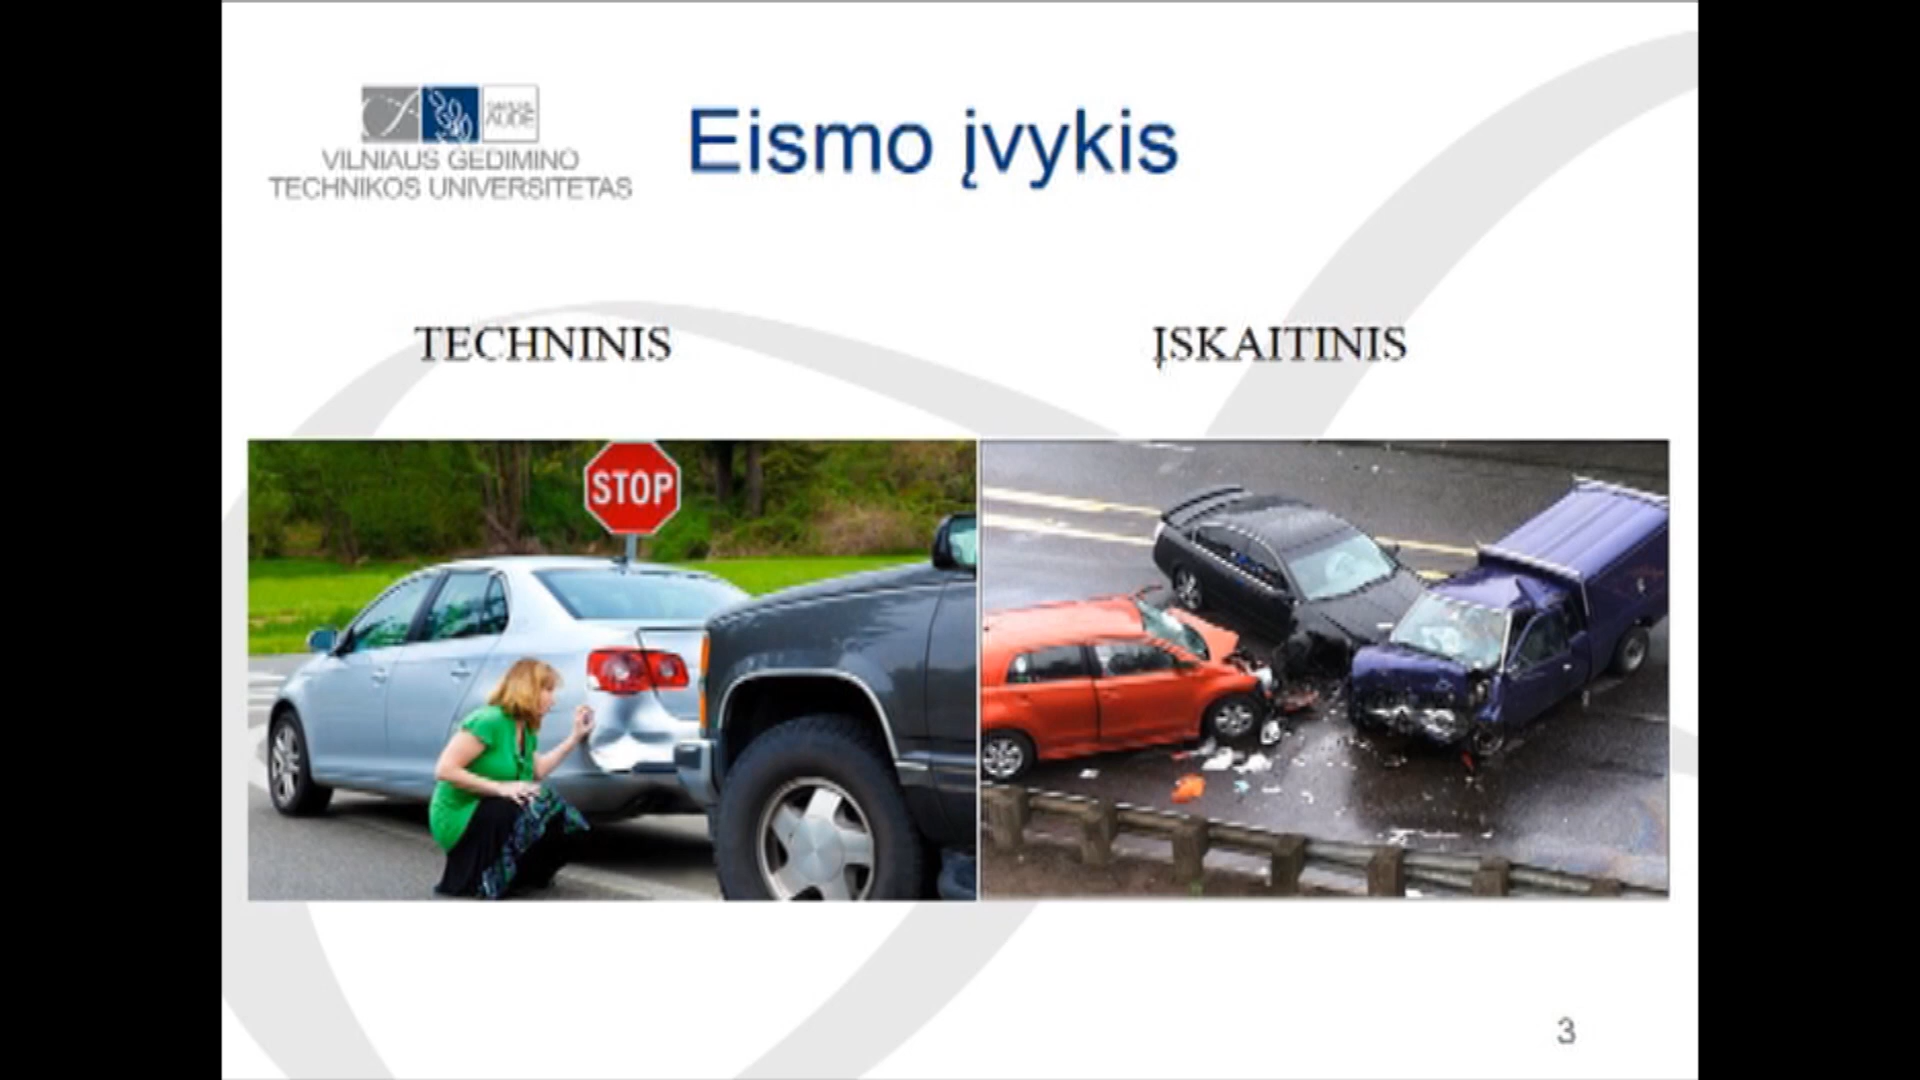 VILNIAUS GEDIMINO
TECHNIKOS UNIVERSITETAS
Eismo įvykis
TECHNINIS
ĮSKAITINIS
STOP
3